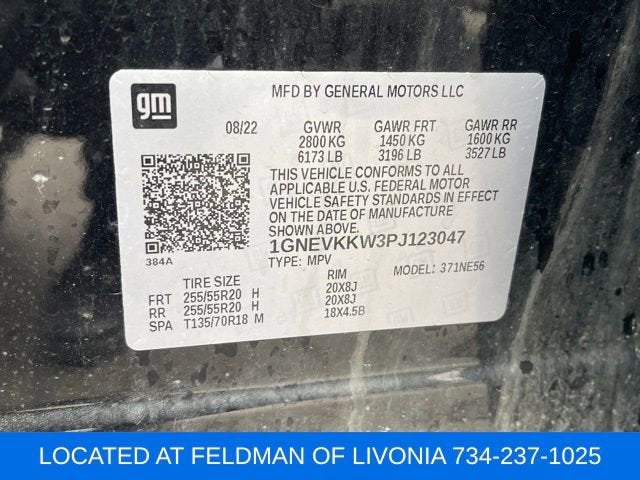 gm
MFD BY GENERAL MOTORS LLC
08/22 GVWR GAWR FRT GAWR RR
2800 KG 1450 KG 1600 KG
6173 LB 3196 LB 3527 LB
THIS VEHICLE CONFORMS TO ALL
APPLICABLE U.S. FEDERAL MOTOR
VEHICLE SAFETY STANDARDS IN EFFECT
ON THE DATE OF MANUFACTURE
SHOWN ABOVE.
1GNEVKKW3PJ123047
384A
TYPE: MPV MODEL: 371NE56
TIRE SIZE RIM
FRT 255/55R20 H 20X8J
RR 255/55R20 H 20X8J
SPA T135/70R18 M 18X4.5B
LOCATED AT FELDMAN OF LIVONIA 734-237-1025